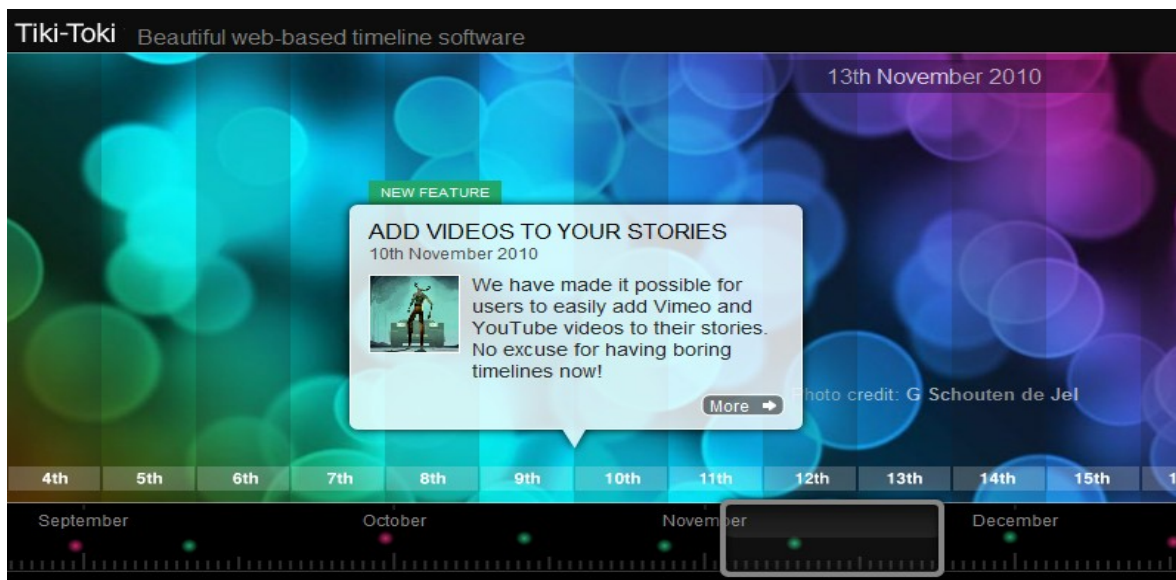 Tiki-Toki Beautiful web-based timeline software
13th November 2010
NEW FEATURE
ADD VIDEOS TO YOUR STORIES
10th November 2010
We have made it possible for
users to easily add Vimeo and
YouTube videos to their stories.
No excuse for having boring
timelines now!
More
Photo credit: G Schouten de Jel
4th 5th 6th 7th 8th 9th 10th 11th 12th 13th 14th 15th
September October November December